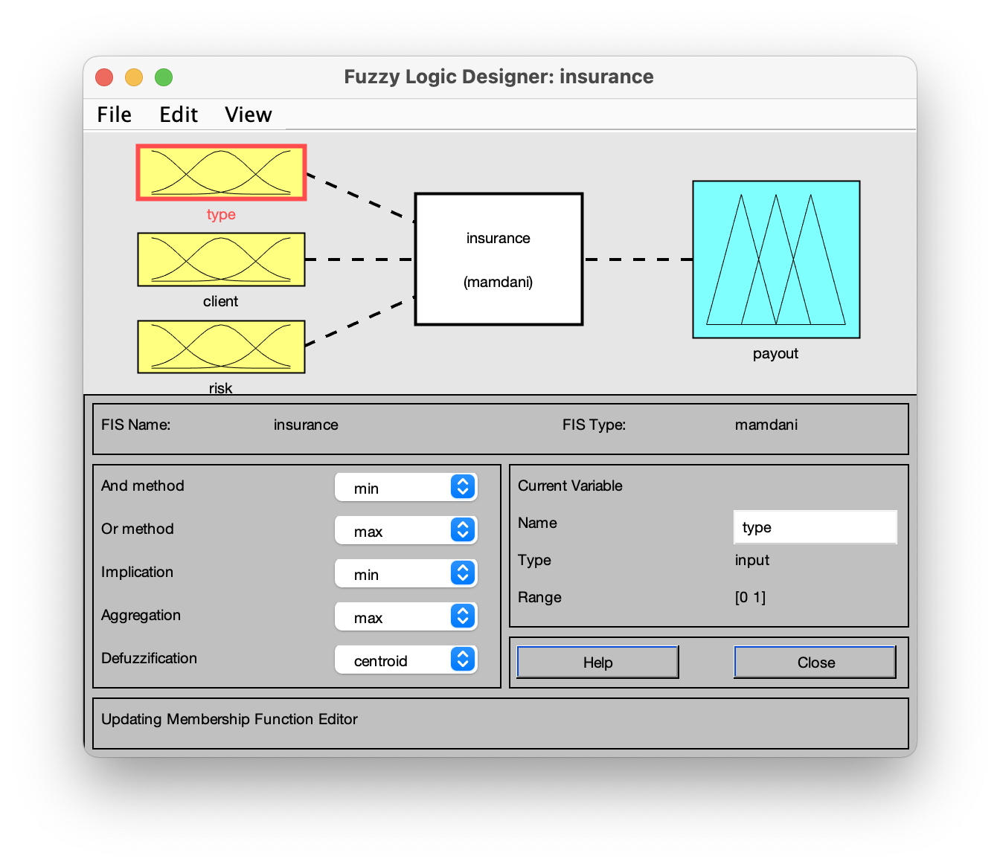 Fuzzy Logic Designer: insurance
File Edit View
type
client
risk
insurance
(mamdani)
payout
FIS Name: insurance FIS Type: mamdani
And method min
Or method max
Implication min
Aggregation max
Defuzzification centroid
Current Variable
Name type
Type input
Range [0 1]
Help Close
Updating Membership Function Editor